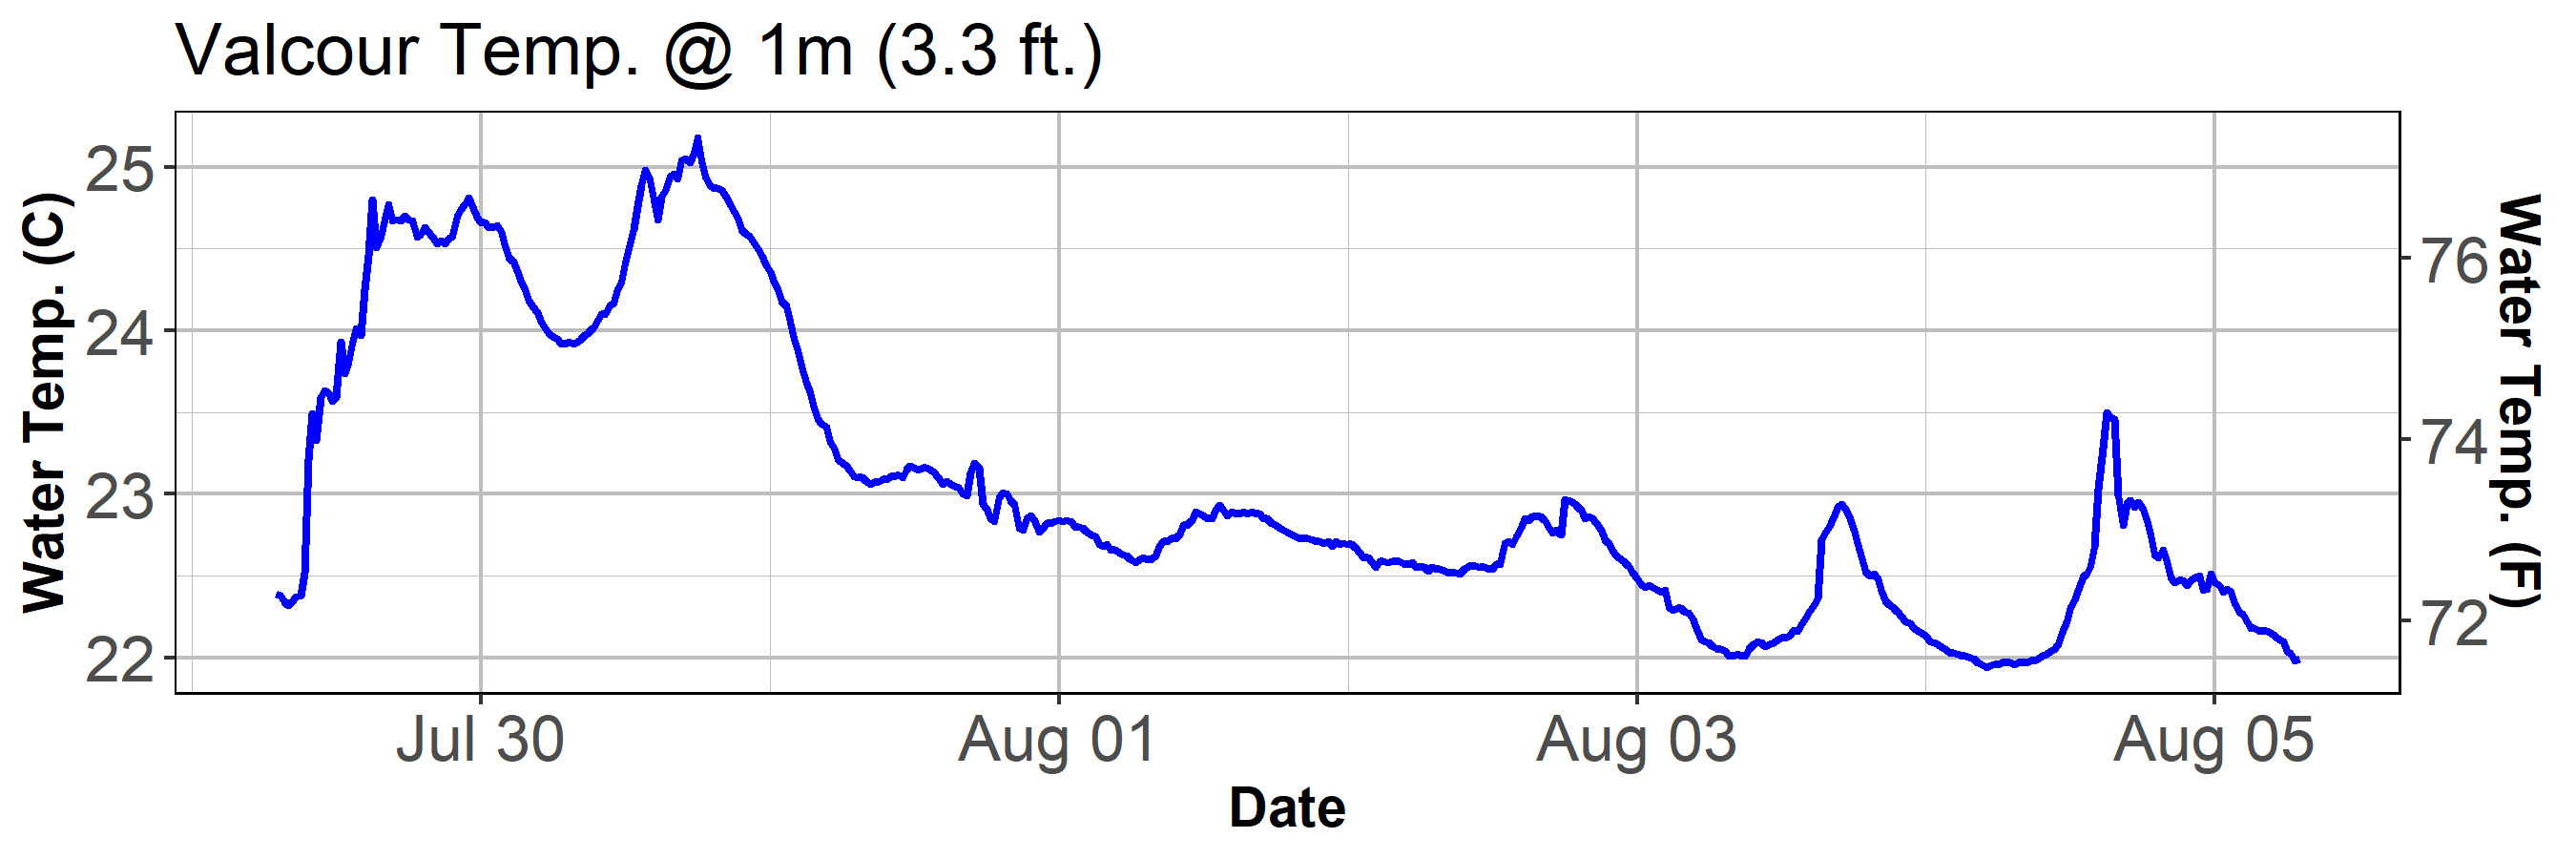 Valcour Temp. @ 1m (3.3 ft.)
Water Temp. (C)
25
24
23
22
76
74
72
Water Temp. (F)
Jul 30
Aug 01
Aug 03
Aug 05
Date